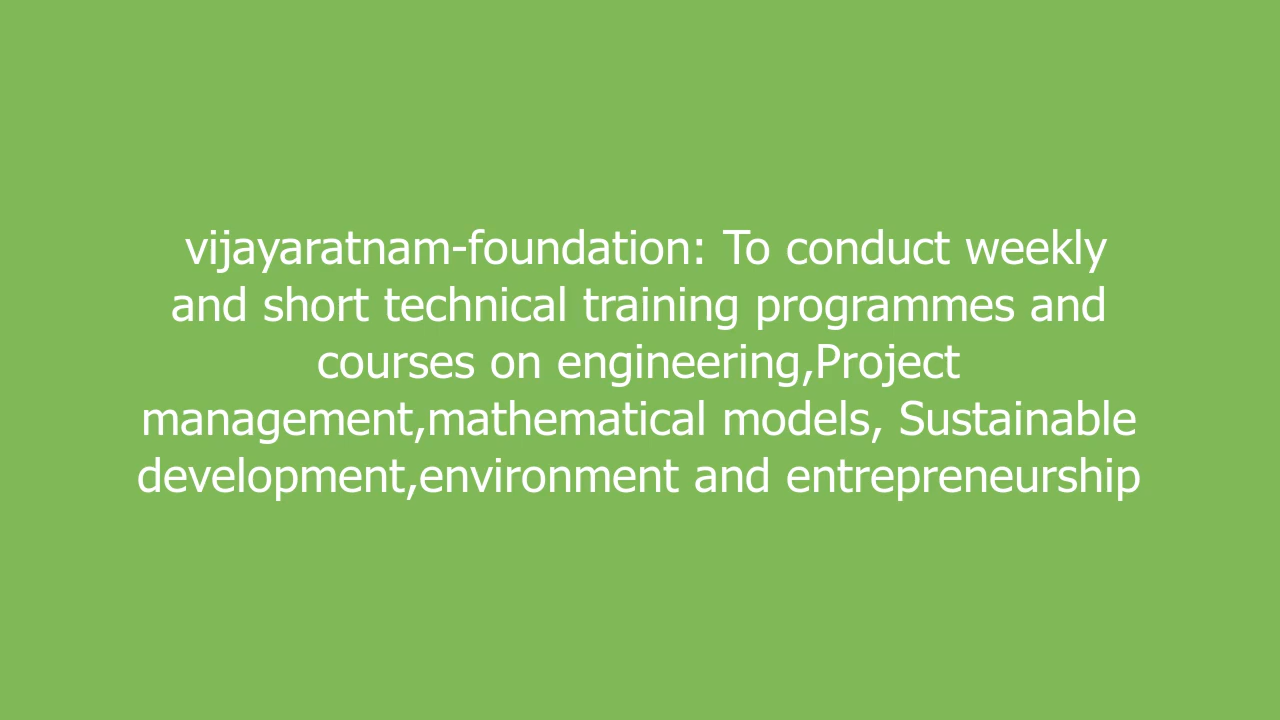 vijayaratnam-foundation: To conduct weekly
and short technical training programmes and
courses on engineering,Project
management,mathematical models, Sustainable
development,environment and entrepreneurship